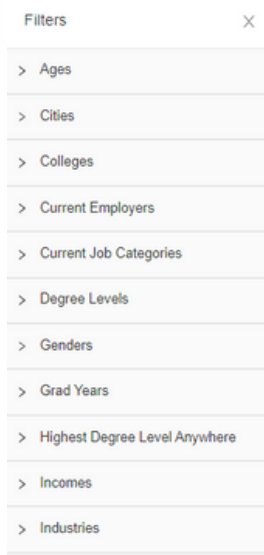 Filters
Ages
Cities
Colleges
Current Employers
Current Job Categories
Degree Levels
Genders
Grad Years
Highest Degree Level Anywhere
Incomes
Industries